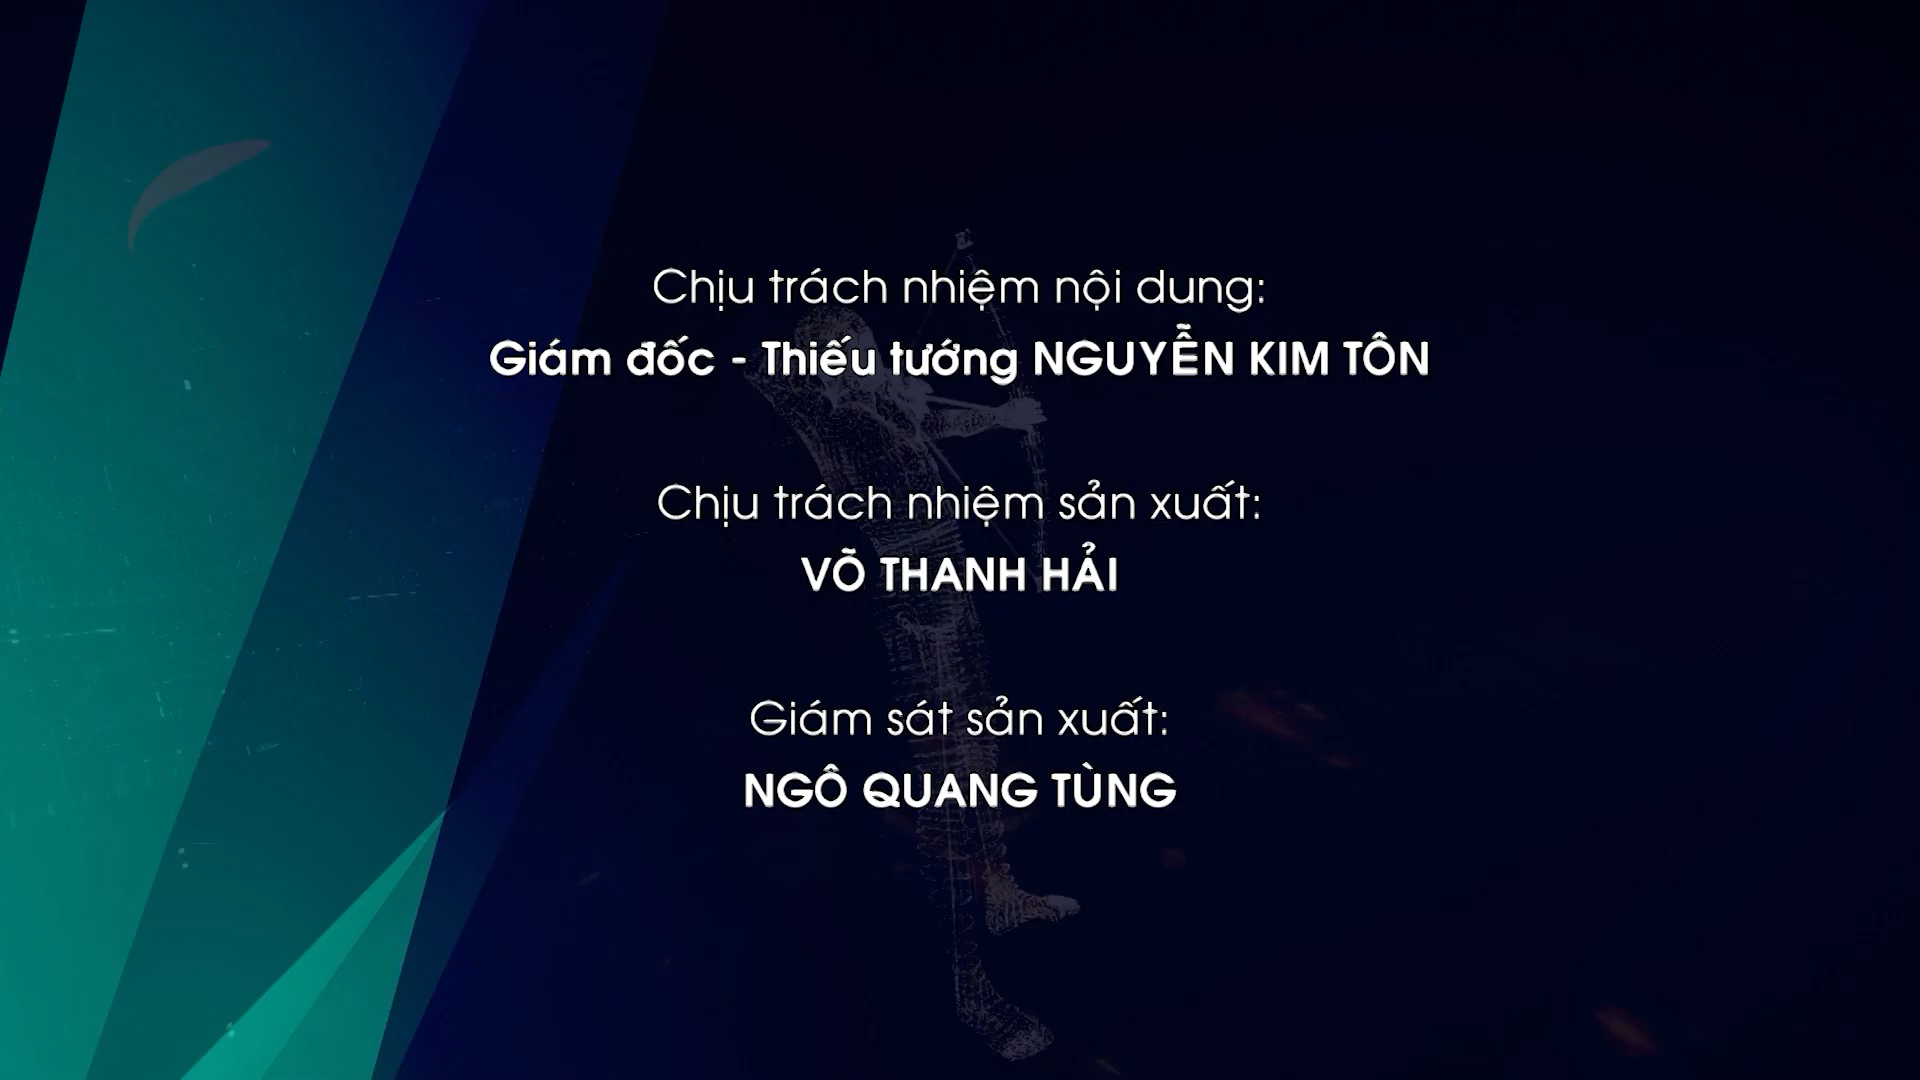 Chịu trách nhiệm nội dung:
Giám đốc - Thiếu tướng NGUYỄN KIM TÔN
Chịu trách nhiệm sản xuất:
VÕ THANH HẢI
Giám sát sản xuất:
NGÔ QUANG TÙNG